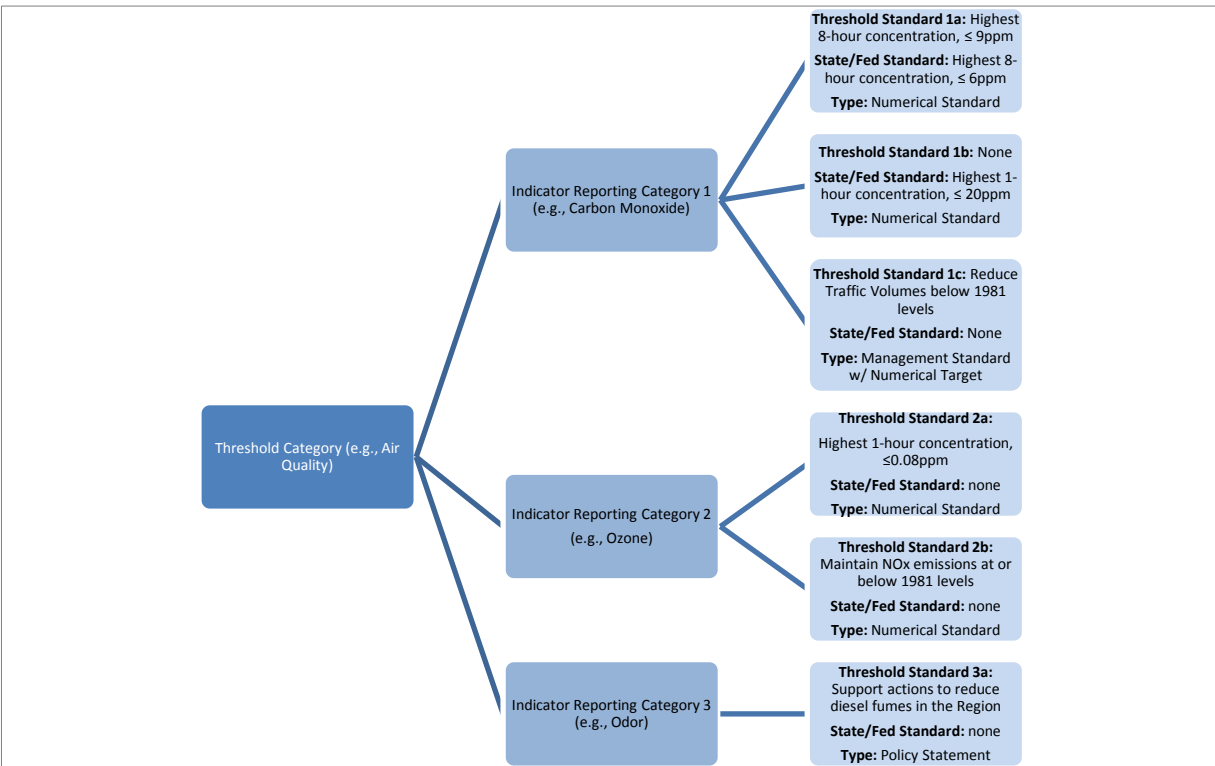 Threshold Category (e.g., Air
Quality)
Indicator Reporting Category 1
(e.g., Carbon Monoxide)
Threshold Standard 1a: Highest
8-hour concentration, ≤ 9ppm
State/Fed Standard: Highest 8-
hour concentration, ≤ 6ppm
Type: Numerical Standard
Threshold Standard 1b: None
State/Fed Standard: Highest 1-
hour concentration, ≤ 20ppm
Type: Numerical Standard
Threshold Standard 1c: Reduce
Traffic Volumes below 1981
levels
State/Fed Standard: None
Type: Management Standard
w/ Numerical Target
Indicator Reporting Category 2
(e.g., Ozone)
Threshold Standard 2a:
Highest 1-hour concentration,
≤0.08ppm
State/Fed Standard: none
Type: Numerical Standard
Threshold Standard 2b:
Maintain NOx emissions at or
below 1981 levels
State/Fed Standard: none
Type: Numerical Standard
Indicator Reporting Category 3
(e.g., Odor)
Threshold Standard 3a:
Support actions to reduce
diesel fumes in the Region
State/Fed Standard: none
Type: Policy Statement